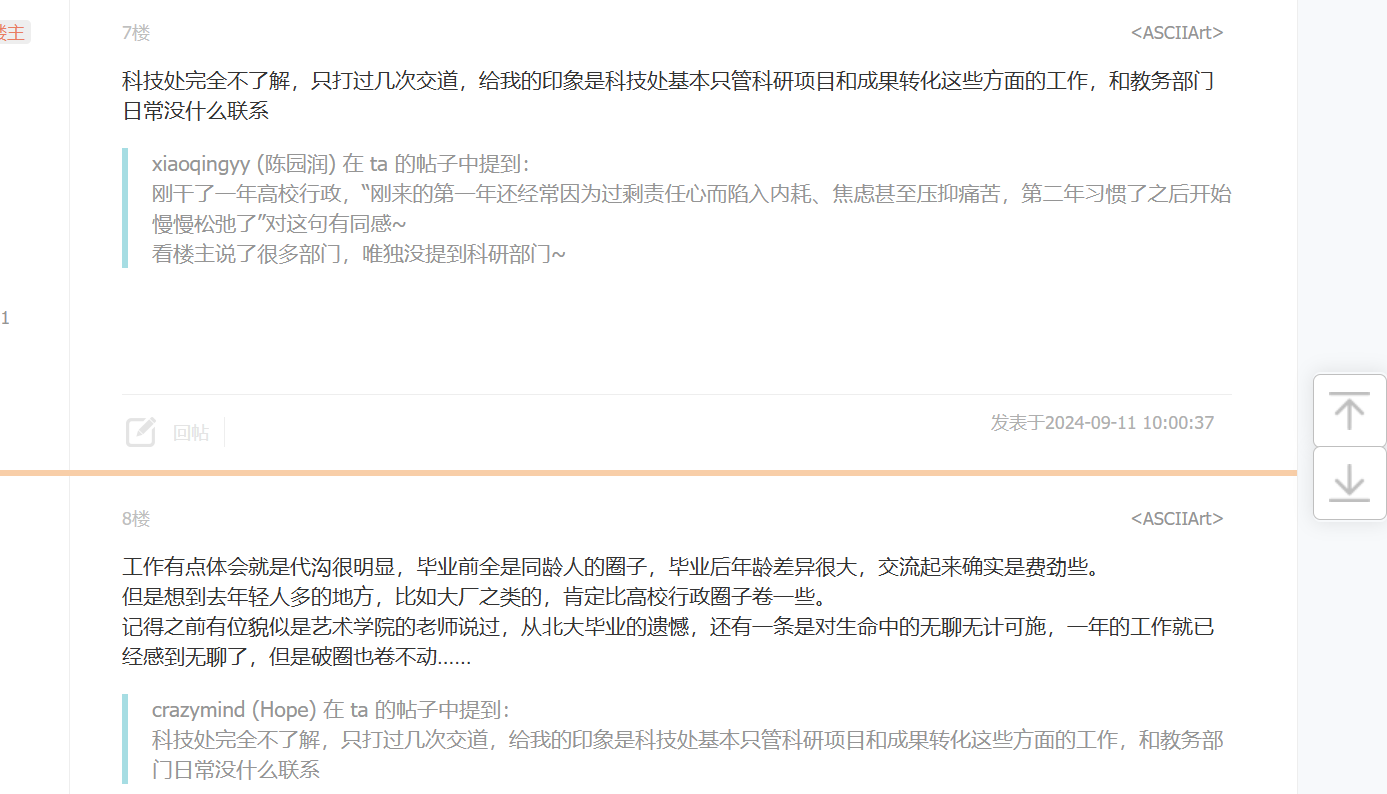 楼主
7楼
<ASCIIArt>
科技处完全不了解，只打过几次交道，给我的印象是科技处基本只管科研项目和成果转化这些方面的工作，和教务部门
日常没什么联系
xiaoqingyy (陈园润) 在 ta 的帖子中提到：
刚干了一年高校行政，“刚来的第一年还经常因为过剩责任心而陷入内耗、焦虑甚至压抑痛苦，第二年习惯了之后开始
慢慢松弛了”对这句有同感~
看楼主说了很多部门，唯独没提到科研部门~
1
回帖
发表于2024-09-11 10:00:37
8楼
<ASCIIArt>
工作有点体会就是代沟很明显，毕业前全是同龄人的圈子，毕业后年龄差异很大，交流起来确实是费劲些。
但是想到去年轻人多的地方，比如大厂之类的，肯定比高校行政圈子卷一些。
记得之前有位貌似是艺术学院的老师说过，从北大毕业的遗憾，还有一条是对生命中的无聊无计可施，一年的工作就已
经感到无聊了，但是破圈也卷不动……
crazymind (Hope) 在 ta 的帖子中提到：
科技处完全不了解，只打过几次交道，给我的印象是科技处基本只管科研项目和成果转化这些方面的工作，和教务部
门日常没什么联系